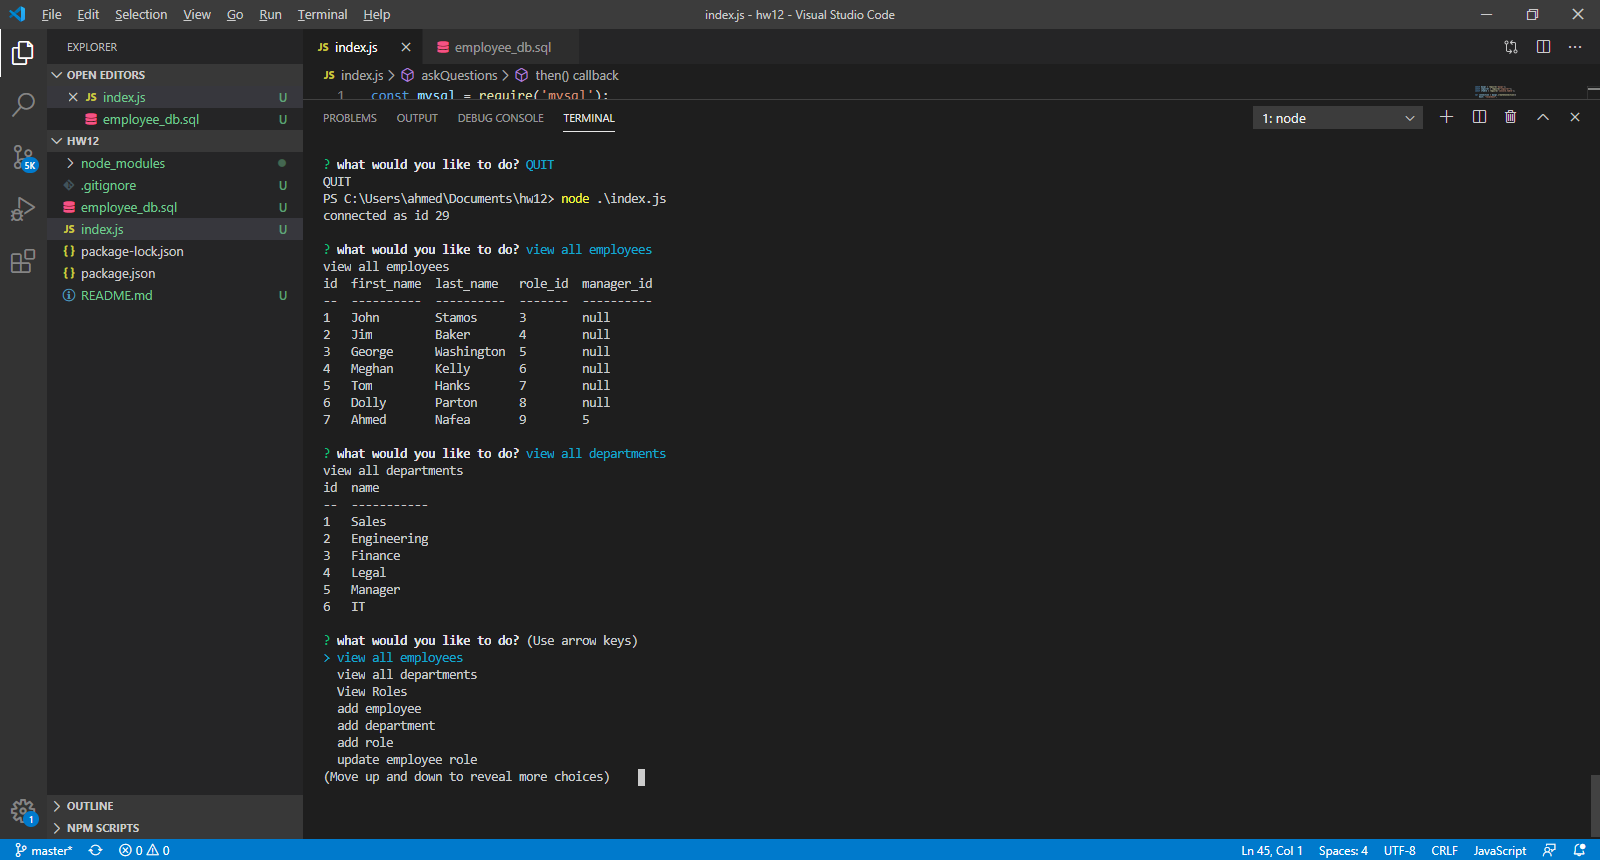 File Edit Selection View Go Run Terminal Help index.js - hw12 - Visual Studio Code
EXPLORER
OPEN EDITORS
JS index.js U
employee_db.sql U
HW12
node_modules
.gitignore U
employee_db.sql U
JS index.js U
{} package-lock.json
{} package.json
README.md U
OUTLINE
NPM SCRIPTS
5K
1
JS index.js employee_db.sql
JS index.js > askQuestions > then() callback
1 const mysql = require('mysql');
PROBLEMS OUTPUT DEBUG CONSOLE TERMINAL 1: node
? what would you like to do? QUIT
QUIT
PS C:\Users\ahmed\Documents\hw12> node .\index.js
connected as id 29
? what would you like to do? view all employees
view all employees
id first_name last_name role_id manager_id
-- ---------- ---------- ------- ----------
1 John Stamos 3 null
2 Jim Baker 4 null
3 George Washington 5 null
4 Meghan Kelly 6 null
5 Tom Hanks 7 null
6 Dolly Parton 8 null
7 Ahmed Nafea 9 5
? what would you like to do? view all departments
view all departments
id name
-- -----------
1 Sales
2 Engineering
3 Finance
4 Legal
5 Manager
6 IT
? what would you like to do? (Use arrow keys)
> view all employees
view all departments
View Roles
add employee
add department
add role
update employee role
(Move up and down to reveal more choices)
master* 0 0 Ln 45, Col 1 Spaces: 4 UTF-8 CRLF JavaScript